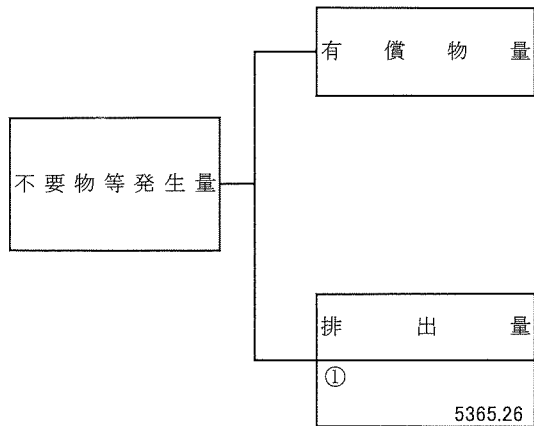 有償物量
不要物等発生量
排出量
①
5365.26